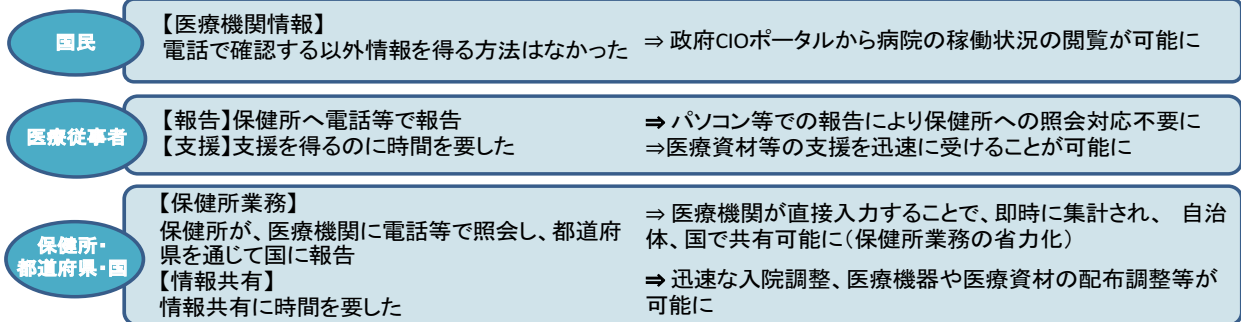 国民
【医療機関情報】
電話で確認する以外情報を得る方法はなかった
⇒ 政府CIOポータルから病院の稼働状況の閲覧が可能に
医療従事者
【報告】保健所へ電話等で報告
【支援】支援を得るのに時間を要した
⇒ パソコン等での報告により保健所への照会対応不要に
⇒医療資材等の支援を迅速に受けることが可能に
保健所・
都道府県・国
【保健所業務】
保健所が、医療機関に電話等で照会し、都道府
県を通じて国に報告
【情報共有】
情報共有に時間を要した
⇒ 医療機関が直接入力することで、即時に集計され、 自治
体、国で共有可能に（保健所業務の省力化）
⇒ 迅速な入院調整、医療機器や医療資材の配布調整等が
可能に